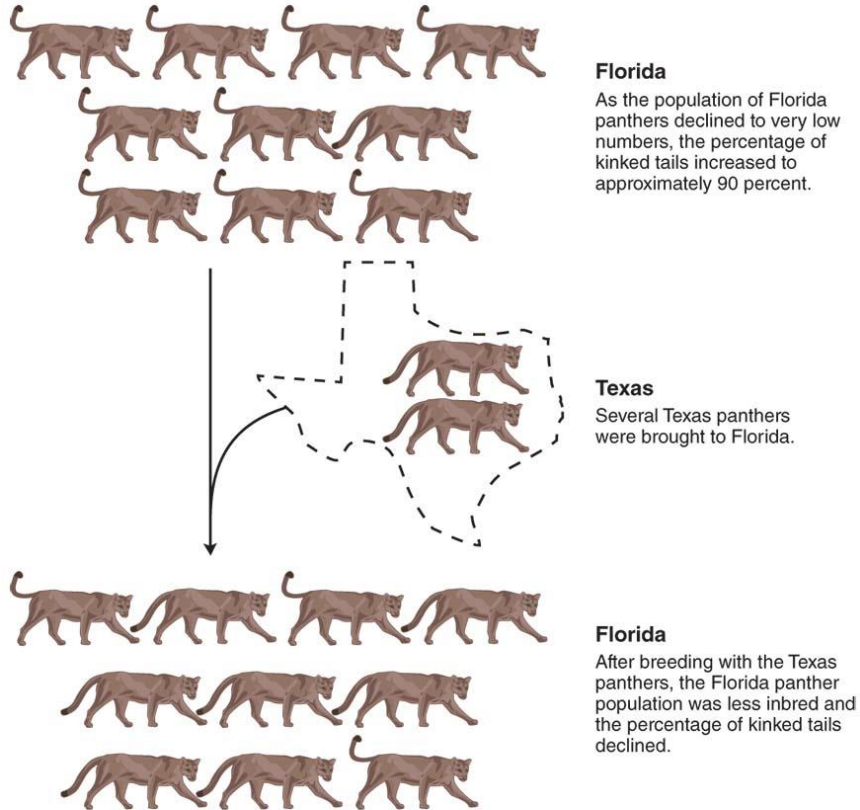 Florida
As the population of Florida
panthers declined to very low
numbers, the percentage of
kinked tails increased to
approximately 90 percent.
Texas
Several Texas panthers
were brought to Florida.
Florida
After breeding with the Texas
panthers, the Florida panther
population was less inbred and
the percentage of kinked tails
declined.